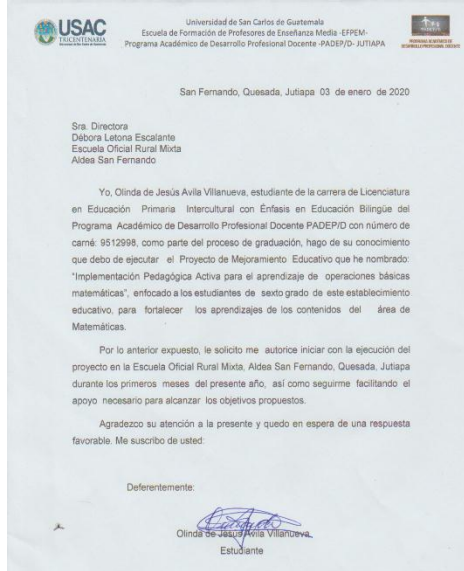 USAC
TRICENTENARIA
Universidad de San Carlos de Guatemala
Escuela de Formación de Profesores de Enseñanza Media -EFPEM-
Programa Académico de Desarrollo Profesional Docente -PADEP/D- JUTIAPA
San Fernando, Quesada, Jutiapa 03 de enero de 2020
Sra. Directora
Débora Letona Escalante
Escuela Oficial Rural Mixta
Aldea San Fernando
Yo, Olinda de Jesús Avila Villanueva, estudiante de la carrera de Licenciatura
en Educación Primaria Intercultural con Énfasis en Educación Bilingüe del
Programa Académico de Desarrollo Profesional Docente PADEP/D con número de
carné: 9512998, como parte del proceso de graduación, hago de su conocimiento
que debo de ejecutar el Proyecto de Mejoramiento Educativo que he nombrado:
“Implementación Pedagógica Activa para el aprendizaje de operaciones básicas
matemáticas”, enfocado a los estudiantes de sexto grado de este establecimiento
educativo, para fortalecer los aprendizajes de los contenidos del área de
Matemáticas.
Por lo anterior expuesto, le solicito me autorice iniciar con la ejecución del
proyecto en la Escuela Oficial Rural Mixta, Aldea San Fernando, Quesada, Jutiapa
durante los primeros meses del presente año, así como seguirme facilitando el
apoyo necesario para alcanzar los objetivos propuestos.
Agradezco su atención a la presente y quedo en espera de una respuesta
favorable. Me suscribo de usted:
Deferentemente:
Olinda de Jesús Avila Villanueva
Estudiante